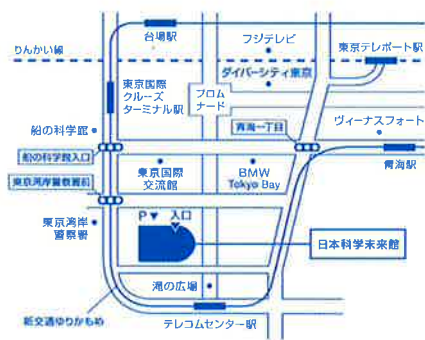 台場駅
フジテレビ
りんかい線
東京テレポート駅
ダイバーシティ東京
東京国際
クルーズ
ターミナル駅
プロム
ナード
ヴィーナスフォート
船の科学館
青海一丁目
船の科学館入口
東京国際
交流館
BMW
Tokyo Bay
青海駅
東京湾岸警察署前
東京湾岸
警察署
P▼
入口
▼
日本科学未来館
滝の広場
新交通ゆりかもめ
テレコムセンター駅